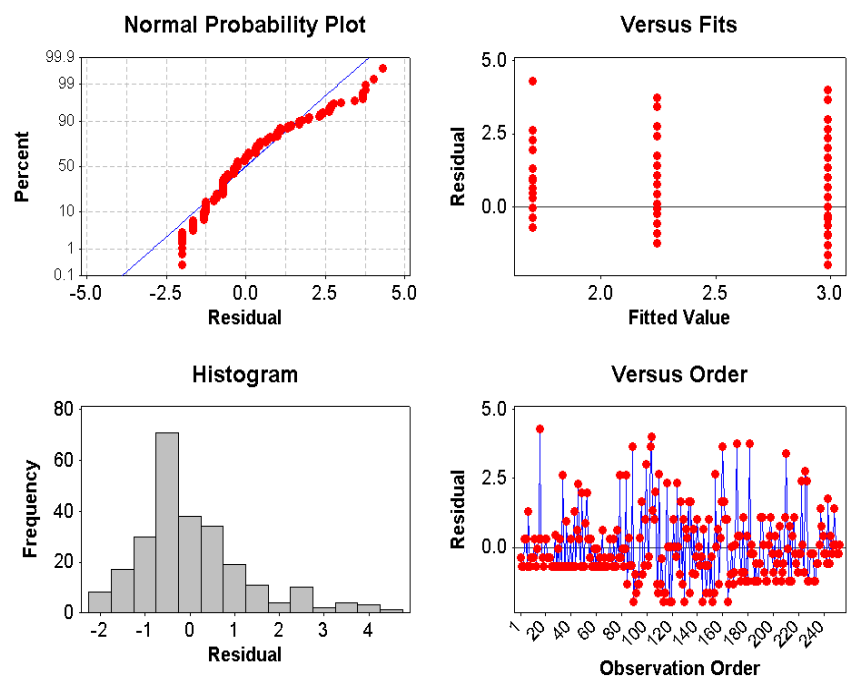 Normal Probability Plot
99.9
99
90
50
10
1
0.1
Percent
-5.0 -2.5 0.0 2.5 5.0
Residual
Versus Fits
5.0
2.5
0.0
Residual
2.0 2.5 3.0
Fitted Value
Histogram
80
60
40
20
0
Frequency
-2 -1 0 1 2 3 4
Residual
Versus Order
5.0
2.5
0.0
Residual
1 20 40 60 80 100 120 140 160 180 200 220 240
Observation Order